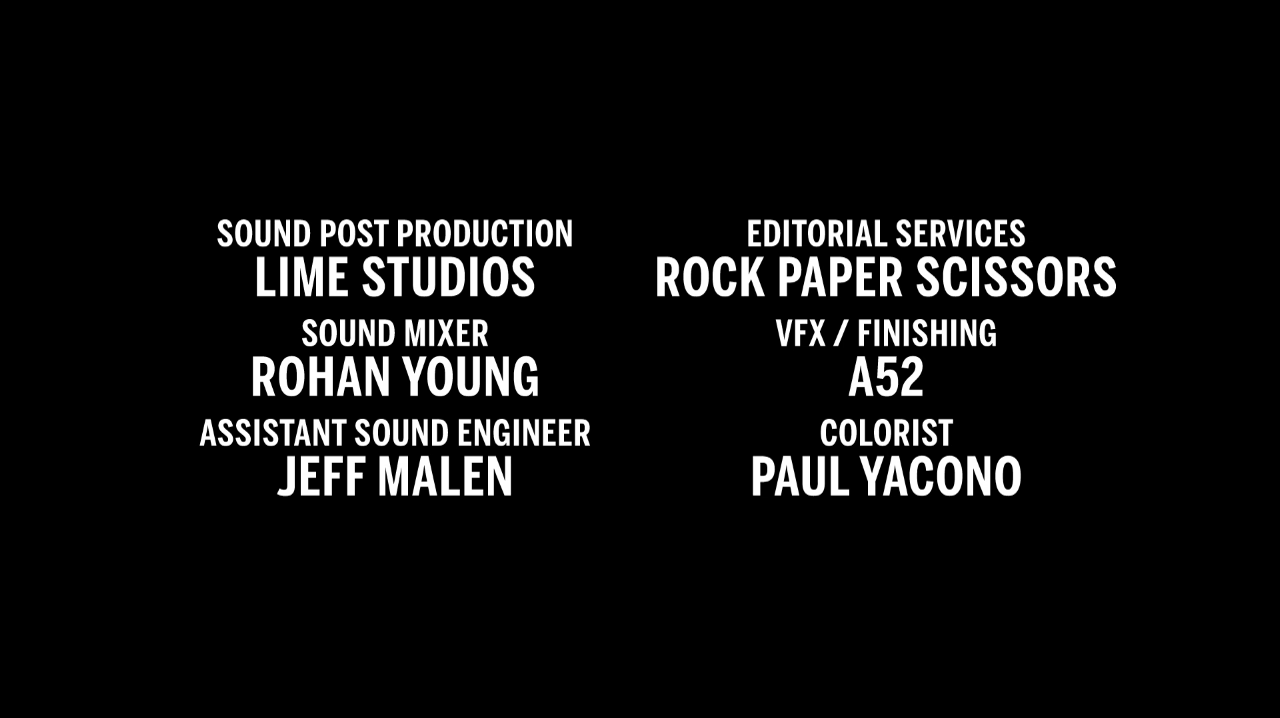 SOUND POST PRODUCTION
LIME STUDIOS
SOUND MIXER
ROHAN YOUNG
ASSISTANT SOUND ENGINEER
JEFF MALEN
EDITORIAL SERVICES
ROCK PAPER SCISSORS
VFX / FINISHING
A52
COLORIST
PAUL YACONO